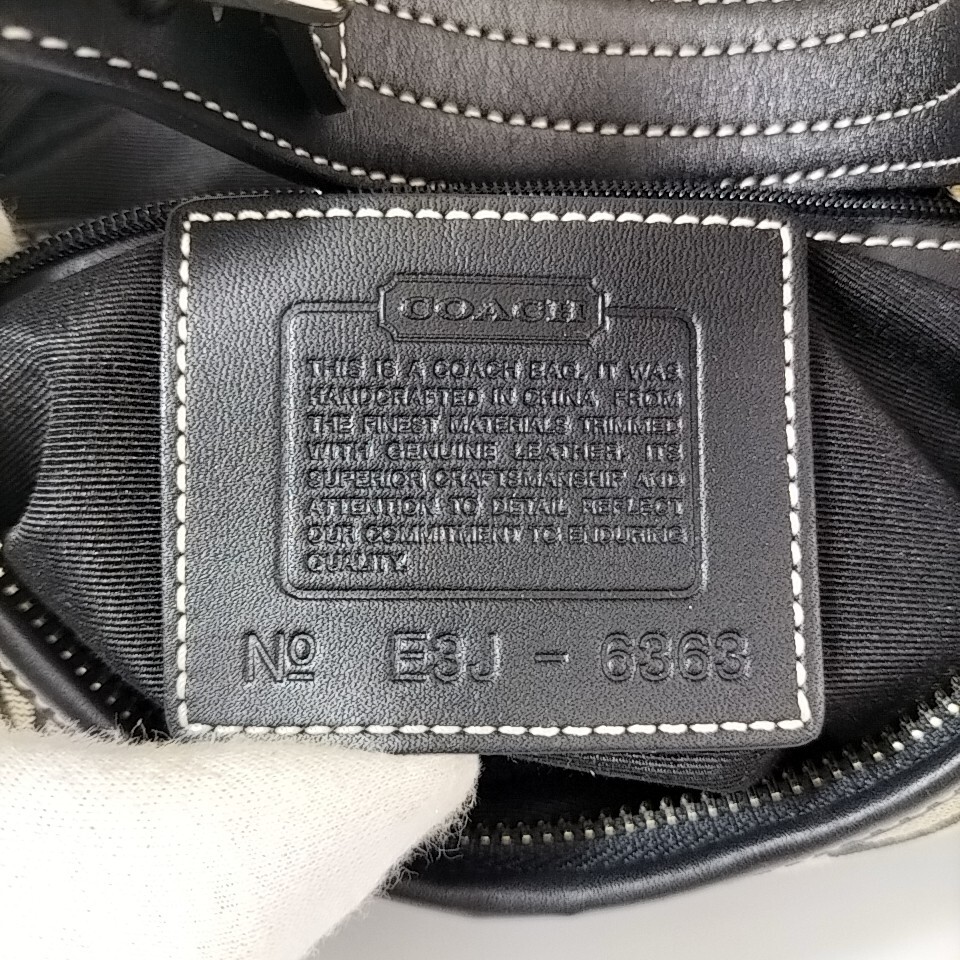 COACH
THIS IS A COACH BAG. IT WAS
HANDCRAFTED IN CHINA, FROM
THE FINEST MATERIALS TRIMMED
WITH GENUINE LEATHER. ITS
SUPERIOR CRAFTSMANSHIP AND
ATTENTION TO DETAIL REFLECT
OUR COMMITMENT TO ENDURING
QUALITY.
Nº E3J - 6363